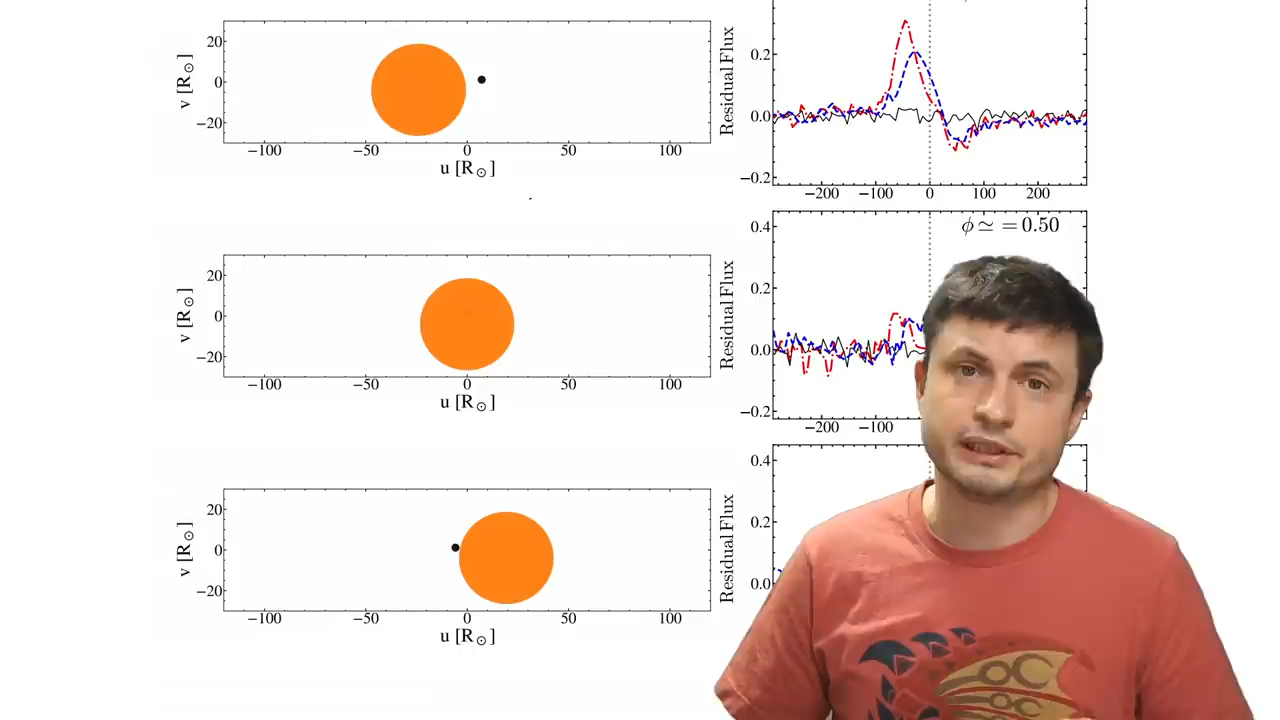 20
0
−20
v [R⊙]
−100 −50 0 50 100
u [R⊙]
0.2
0.0
−0.2
Residual Flux
−200 −100 0 100 200
20
0
−20
v [R⊙]
−100 −50 0 50 100
u [R⊙]
0.4
0.2
0.0
−0.2
Residual Flux
ϕ ≃ = 0.50
−200 −100
20
0
−20
v [R⊙]
−100 −50 0 50 100
u [R⊙]
0.4
0.2
0.0
Residual Flux